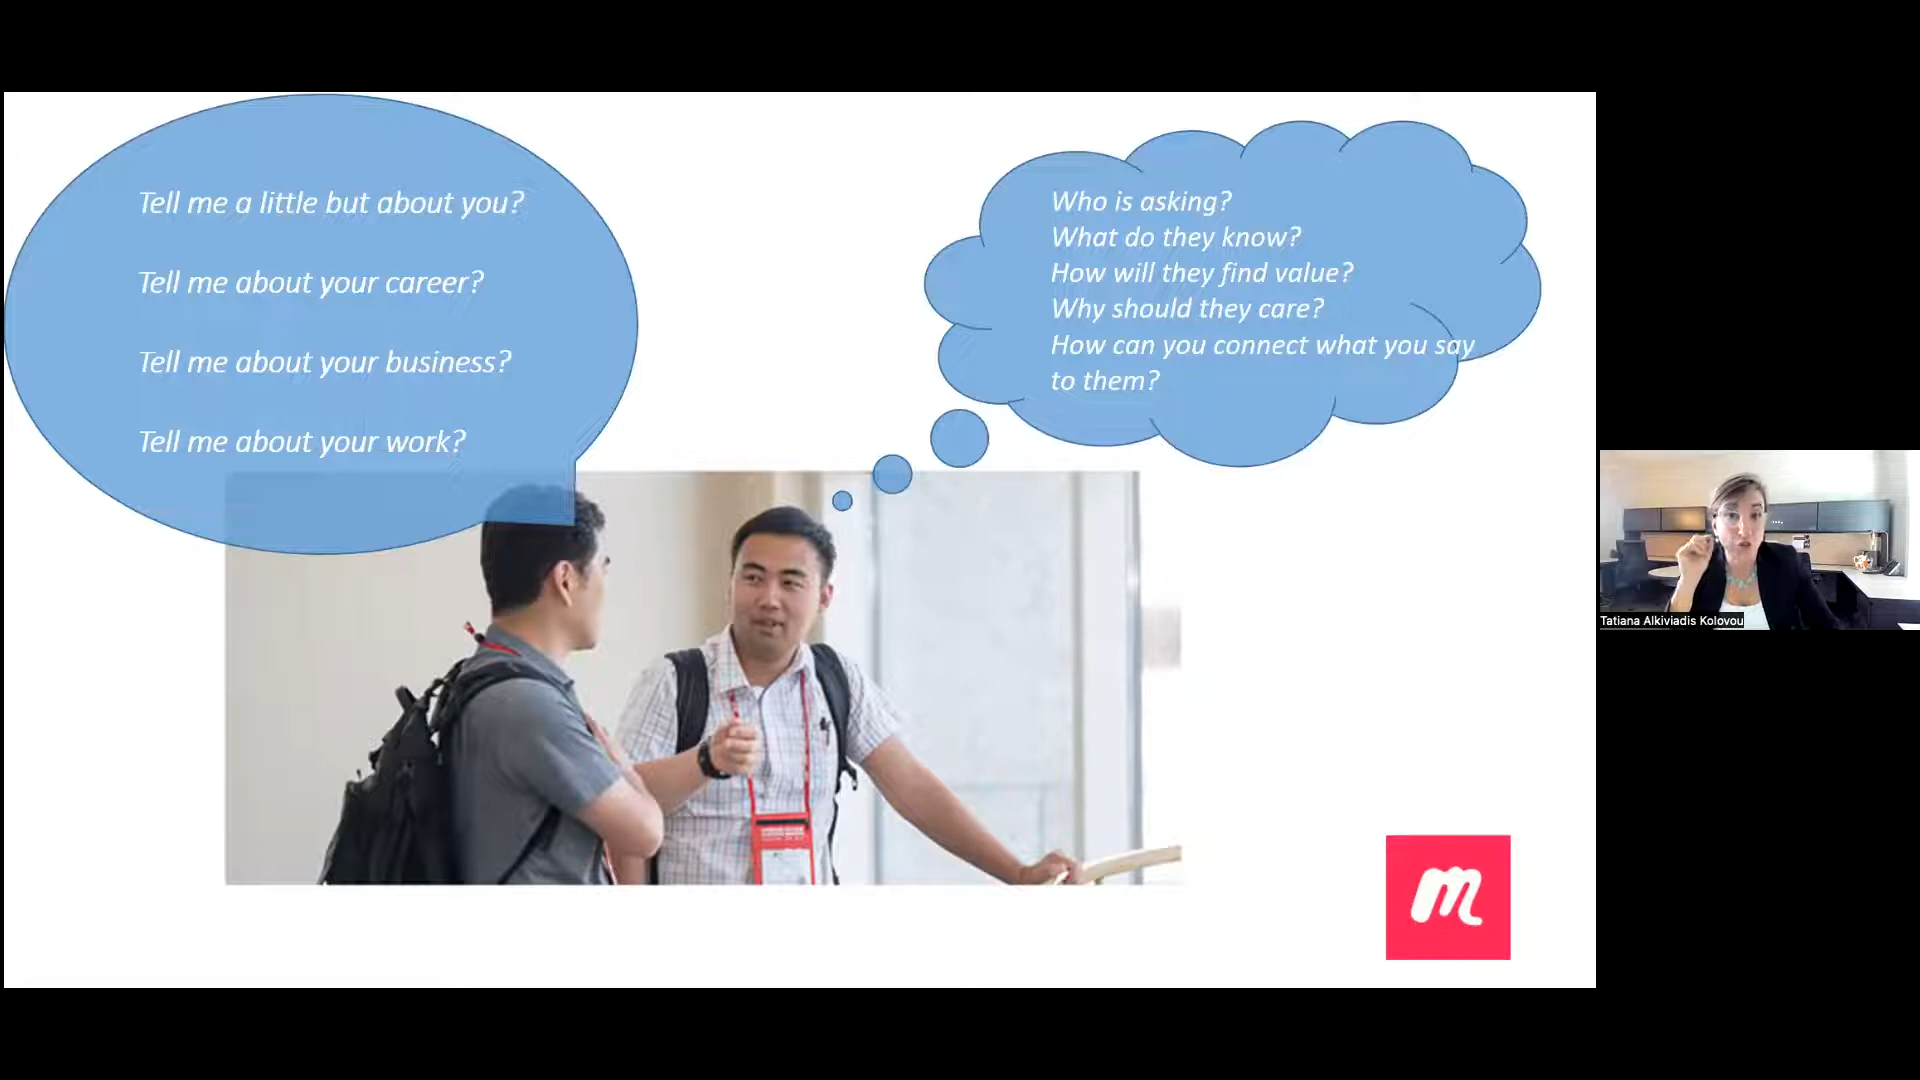 Tell me a little but about you?
Tell me about your career?
Tell me about your business?
Tell me about your work?
Who is asking?
What do they know?
How will they find value?
Why should they care?
How can you connect what you say
to them?
m
Tatiana Alkiviadis Kolovou